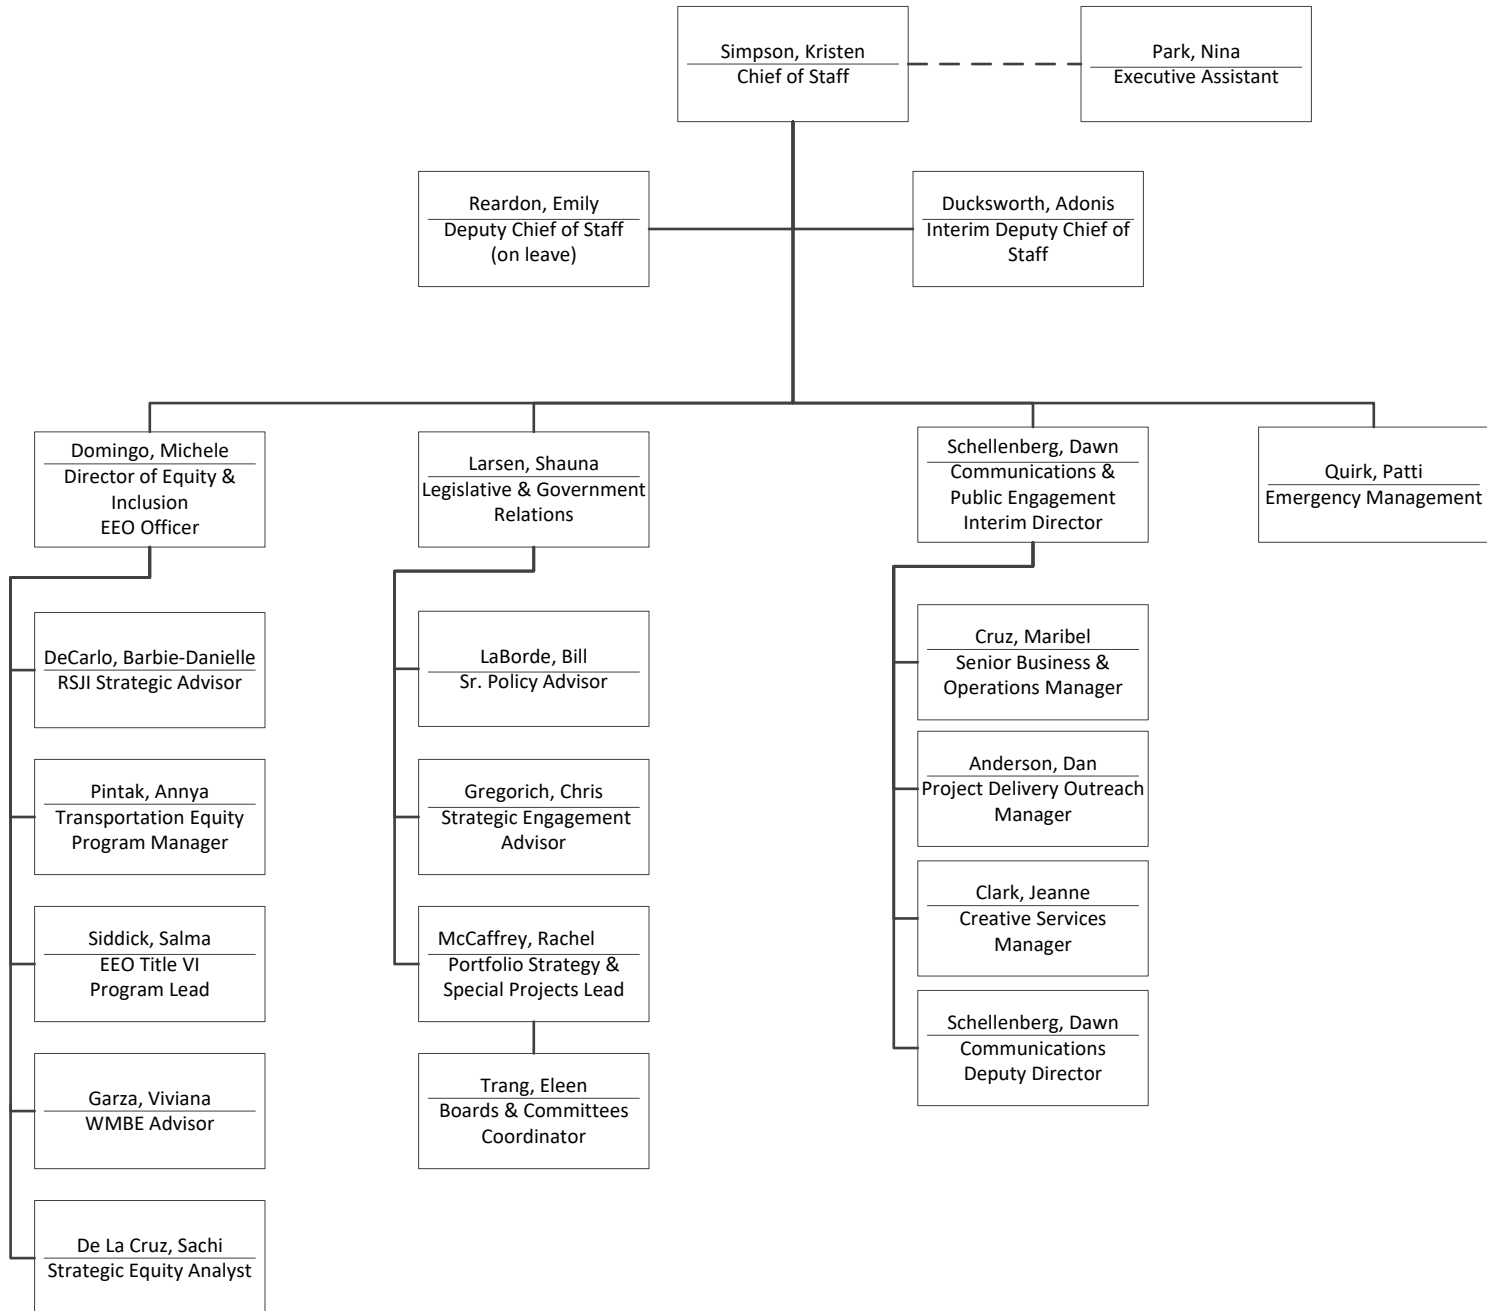 Simpson, Kristen
Chief of Staff
Park, Nina
Executive Assistant
Reardon, Emily
Deputy Chief of Staff
(on leave)
Ducksworth, Adonis
Interim Deputy Chief of
Staff
Domingo, Michele
Director of Equity &
Inclusion
EEO Officer
Larsen, Shauna
Legislative & Government
Relations
Schellenberg, Dawn
Communications &
Public Engagement
Interim Director
Quirk, Patti
Emergency Management
DeCarlo, Barbie-Danielle
RSJI Strategic Advisor
Pintak, Annya
Transportation Equity
Program Manager
Siddick, Salma
EEO Title VI
Program Lead
Garza, Viviana
WMBE Advisor
De La Cruz, Sachi
Strategic Equity Analyst
LaBorde, Bill
Sr. Policy Advisor
Gregorich, Chris
Strategic Engagement
Advisor
McCaffrey, Rachel
Portfolio Strategy &
Special Projects Lead
Trang, Eleen
Boards & Committees
Coordinator
Cruz, Maribel
Senior Business &
Operations Manager
Anderson, Dan
Project Delivery Outreach
Manager
Clark, Jeanne
Creative Services
Manager
Schellenberg, Dawn
Communications
Deputy Director